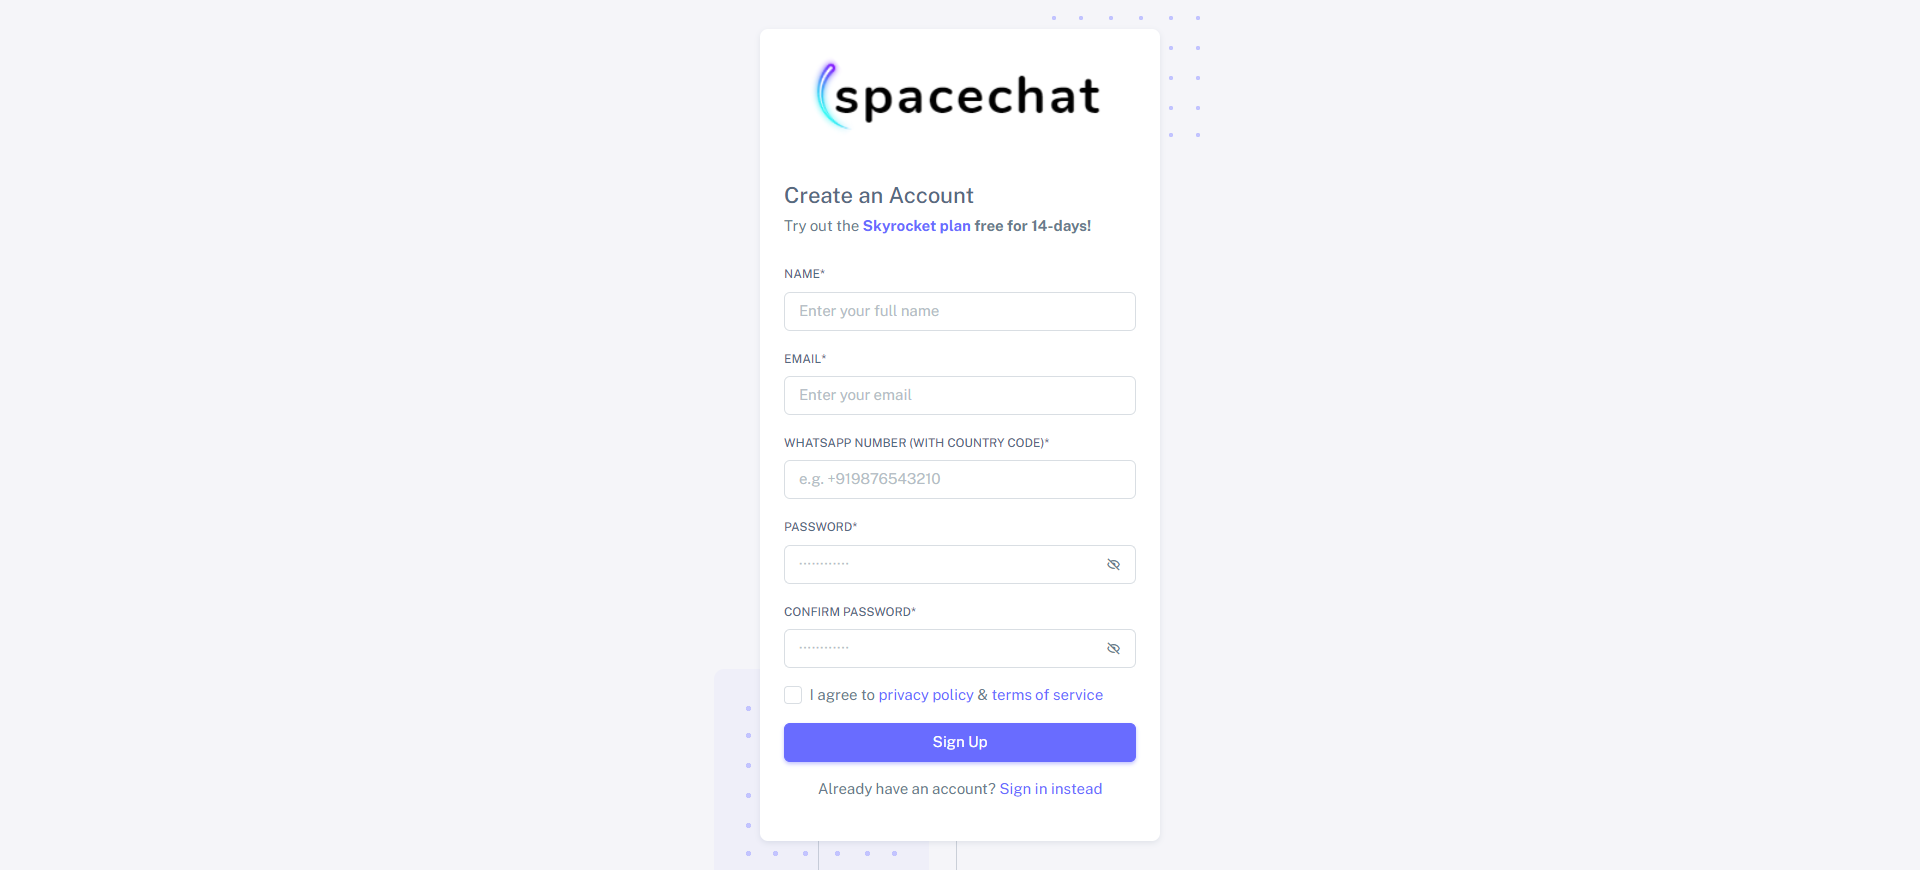 spacechat
Create an Account
Try out the Skyrocket plan free for 14-days!
NAME*
Enter your full name
EMAIL*
Enter your email
WHATSAPP NUMBER (WITH COUNTRY CODE)*
e.g. +919876543210
PASSWORD*
············
CONFIRM PASSWORD*
············
I agree to privacy policy & terms of service
Sign Up
Already have an account? Sign in instead